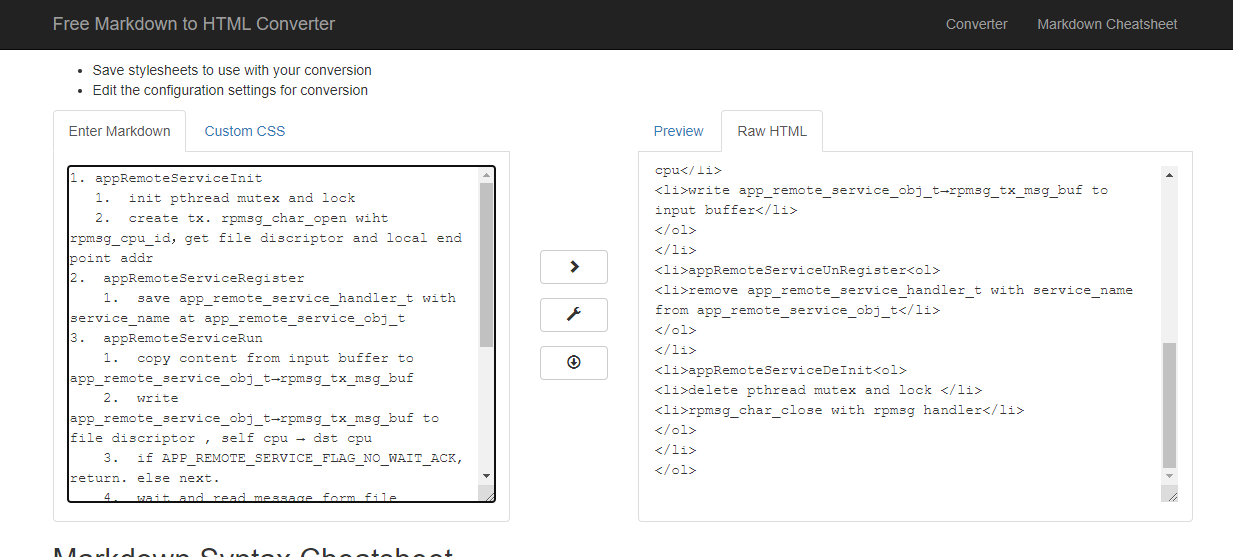 Free Markdown to HTML Converter
Converter
Markdown Cheatsheet
Save stylesheets to use with your conversion
Edit the configuration settings for conversion
Enter Markdown
Custom CSS
1. appRemoteServiceInit
1. init pthread mutex and lock
2. create tx. rpmsg_char_open wiht
rpmsg_cpu_id, get file discriptor and local end
point addr
2. appRemoteServiceRegister
1. save app_remote_service_handler_t with
service_name at app_remote_service_obj_t
3. appRemoteServiceRun
1. copy content from input buffer to
app_remote_service_obj_t→rpmsg_tx_msg_buf
2. write
app_remote_service_obj_t→rpmsg_tx_msg_buf to
file discriptor , self cpu → dst cpu
3. if APP_REMOTE_SERVICE_FLAG_NO_WAIT_ACK,
return. else next.
4. wait and read message form file
Preview
Raw HTML
cpu</li>
<li>write app_remote_service_obj_t→rpmsg_tx_msg_buf to
input buffer</li>
</ol>
</li>
<li>appRemoteServiceUnRegister<ol>
<li>remove app_remote_service_handler_t with service_name
from app_remote_service_obj_t</li>
</ol>
</li>
<li>appRemoteServiceDeInit<ol>
<li>delete pthread mutex and lock </li>
<li>rpmsg_char_close with rpmsg handler</li>
</ol>
</li>
</ol>
Markdown Syntax Cheatsheet